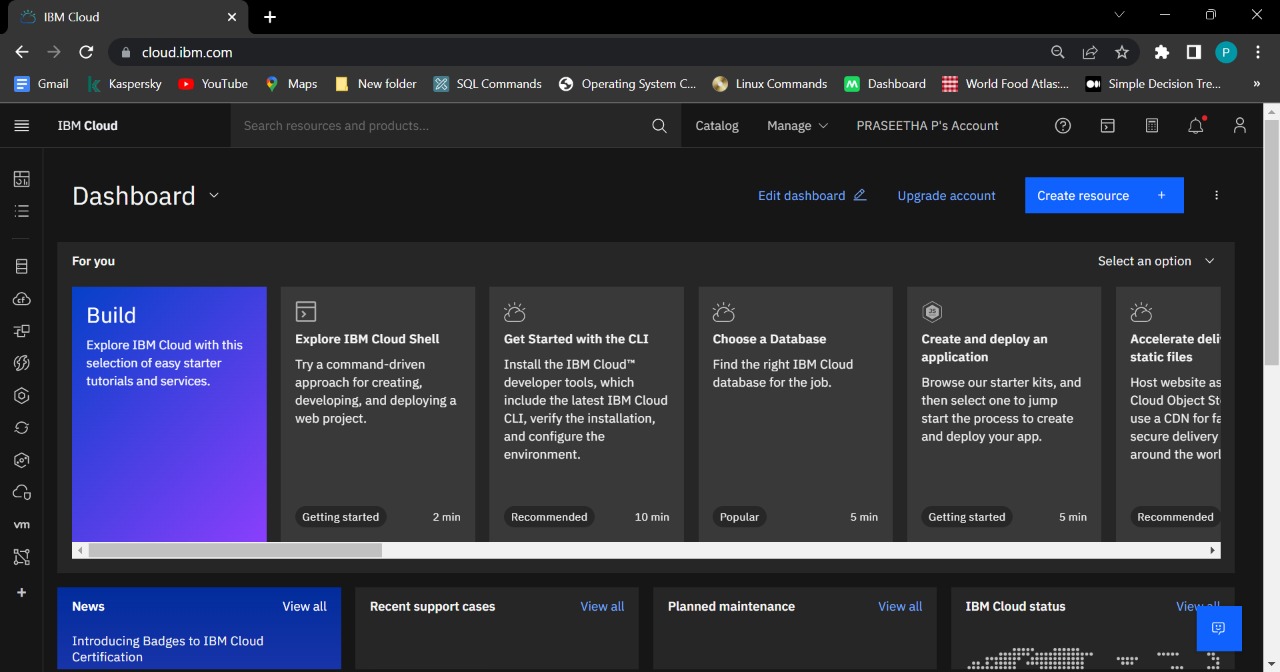 IBM Cloud
cloud.ibm.com
P
Gmail
Kaspersky
YouTube
Maps
New folder
SQL Commands
Operating System C...
Linux Commands
Dashboard
World Food Atlas:...
Simple Decision Tre...
»
IBM Cloud
Search resources and products...
Catalog
Manage
PRASEETHA P's Account
Dashboard
Edit dashboard
Upgrade account
Create resource +
For you
Select an option
Build
Explore IBM Cloud with this
selection of easy starter
tutorials and services.
Explore IBM Cloud Shell
Try a command-driven
approach for creating,
developing, and deploying a
web project.
Getting started
2 min
Get Started with the CLI
Install the IBM Cloud™
developer tools, which
include the latest IBM Cloud
CLI, verify the installation,
and configure the
environment.
Recommended
10 min
Choose a Database
Find the right IBM Cloud
database for the job.
Popular
5 min
JS
Create and deploy an
application
Browse our starter kits, and
then select one to jump
start the process to create
and deploy your app.
Getting started
5 min
Accelerate deli
static files
Host website as
Cloud Object St
use a CDN for fa
secure delivery
around the worl
Recommended
cf
vm
News
View all
Introducing Badges to IBM Cloud
Certification
Recent support cases
View all
Planned maintenance
View all
IBM Cloud status
View all